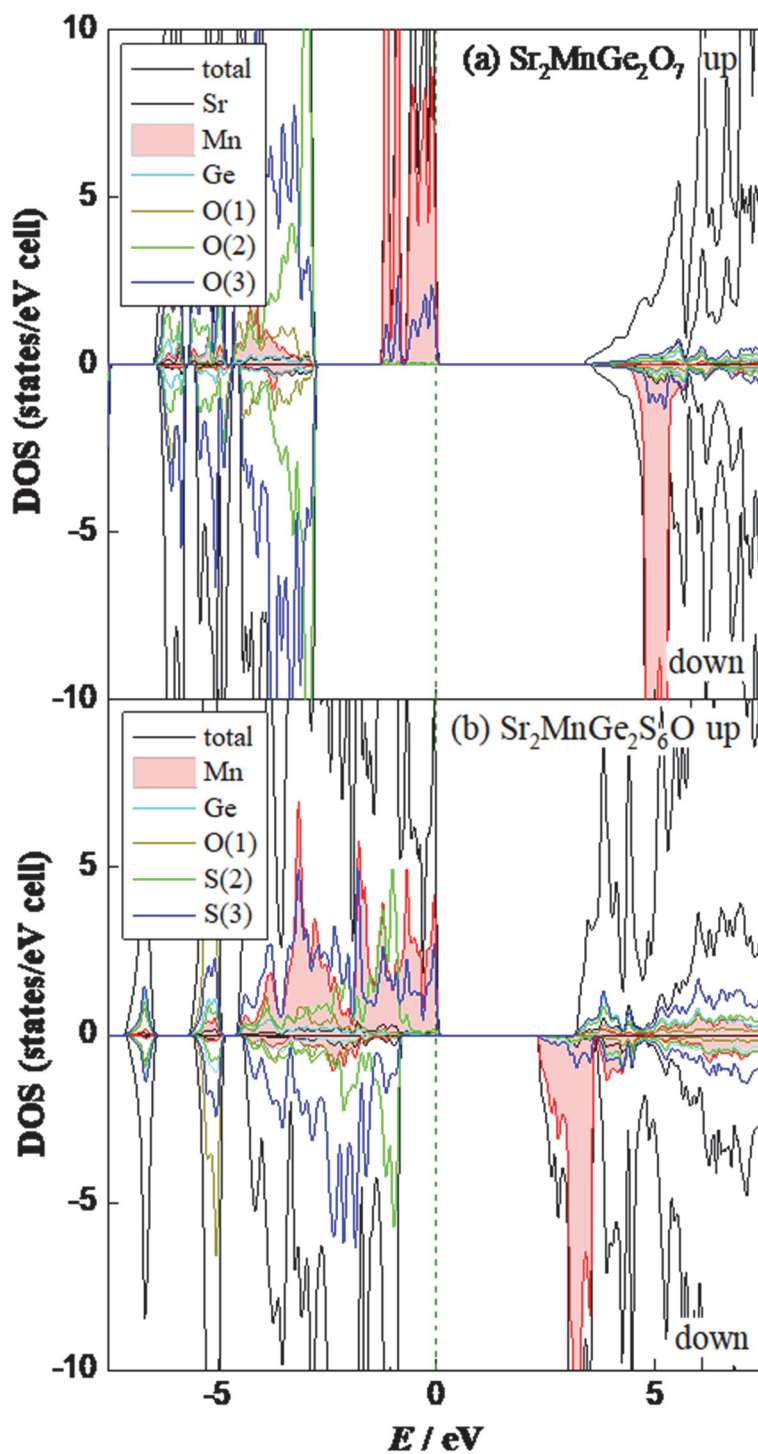 10
(a) Sr₂MnGe₂O₇ up
total
Sr
Mn
Ge
O(1)
O(2)
O(3)
5
0
-5
-10
DOS (states/eV cell)
down
(b) Sr₂MnGe₂S₆O up
total
Mn
Ge
O(1)
S(2)
S(3)
5
0
-5
-10
DOS (states/eV cell)
down
-5 0 5
E / eV